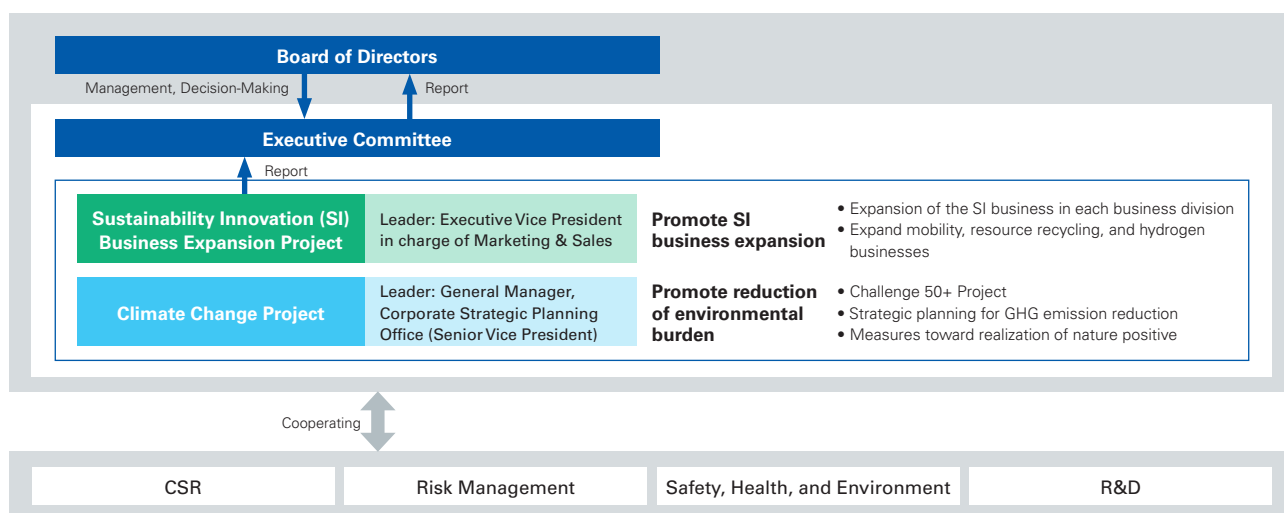 Board of Directors
Management, Decision-Making
Report
Executive Committee
Report
Sustainability Innovation (SI)
Business Expansion Project
Leader: Executive Vice President
in charge of Marketing & Sales
Promote SI
business expansion
• Expansion of the SI business in each business division
• Expand mobility, resource recycling, and hydrogen
businesses
Climate Change Project
Leader: General Manager,
Corporate Strategic Planning
Office (Senior Vice President)
Promote reduction
of environmental
burden
• Challenge 50+ Project
• Strategic planning for GHG emission reduction
• Measures toward realization of nature positive
Cooperating
CSR
Risk Management
Safety, Health, and Environment
R&D